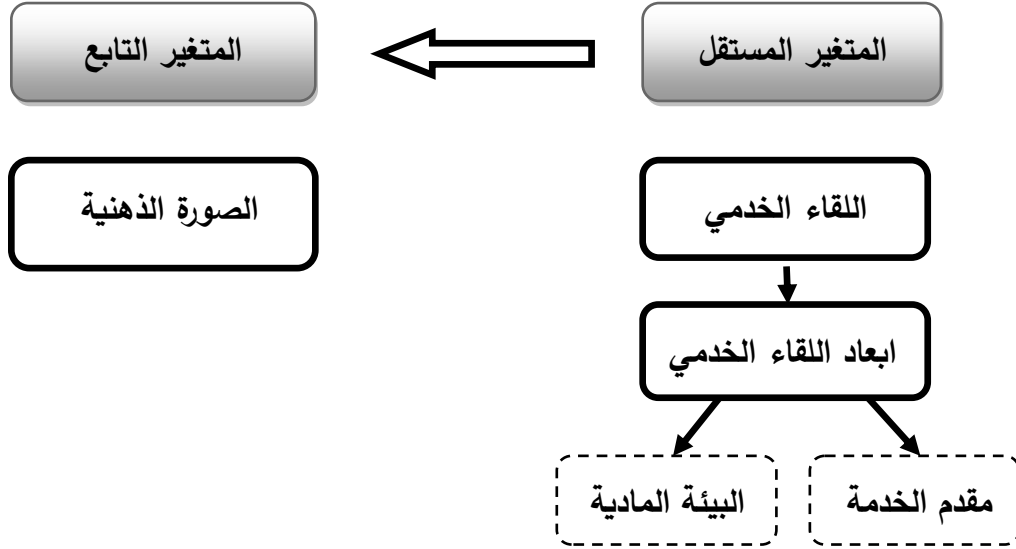 المتغير المستقل
المتغير التابع
اللقاء الخدمي
الصورة الذهنية
ابعاد اللقاء الخدمي
مقدم الخدمة
البيئة المادية